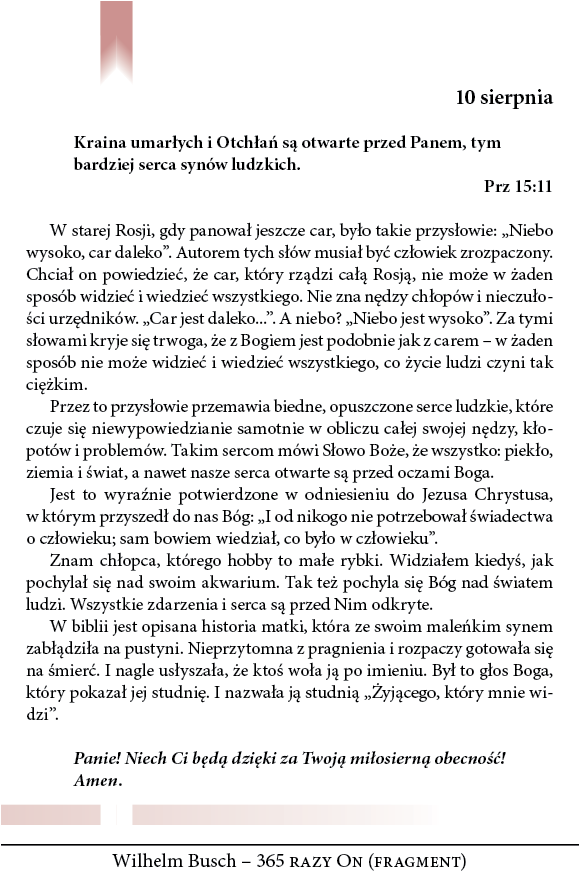 10 sierpnia
Kraina umarłych i Otchłań są otwarte przed Panem, tym
bardziej serca synów ludzkich.
Prz 15:11
W starej Rosji, gdy panował jeszcze car, było takie przysłowie: „Niebo
wysoko, car daleko”. Autorem tych słów musiał być człowiek zrozpaczony.
Chciał on powiedzieć, że car, który rządzi całą Rosją, nie może w żaden
sposób widzieć i wiedzieć wszystkiego. Nie zna nędzy chłopów i nieczuło-
ści urzędników. „Car jest daleko...”. A niebo? „Niebo jest wysoko”. Za tymi
słowami kryje się trwoga, że z Bogiem jest podobnie jak z carem – w żaden
sposób nie może widzieć i wiedzieć wszystkiego, co życie ludzi czyni tak
ciężkim.
Przez to przysłowie przemawia biedne, opuszczone serce ludzkie, które
czuje się niewypowiedzianie samotnie w obliczu całej swojej nędzy, kło-
potów i problemów. Takim sercom mówi Słowo Boże, że wszystko: piekło,
ziemia i świat, a nawet nasze serca otwarte są przed oczami Boga.
Jest to wyraźnie potwierdzone w odniesieniu do Jezusa Chrystusa,
w którym przyszedł do nas Bóg: „I od nikogo nie potrzebował świadectwa
o człowieku; sam bowiem wiedział, co było w człowieku”.
Znam chłopca, którego hobby to małe rybki. Widziałem kiedyś, jak
pochylał się nad swoim akwarium. Tak też pochyla się Bóg nad światem
ludzi. Wszystkie zdarzenia i serca są przed Nim odkryte.
W biblii jest opisana historia matki, która ze swoim maleńkim synem
zabłądziła na pustyni. Nieprzytomna z pragnienia i rozpaczy gotowała się
na śmierć. I nagle usłyszała, że ktoś woła ją po imieniu. Był to głos Boga,
który pokazał jej studnię. I nazwała ją studnią „Żyjącego, który mnie wi-
dzi”.
Panie! Niech Ci będą dzięki za Twoją miłosierną obecność!
Amen.
Wilhelm Busch – 365 razy On (fragment)